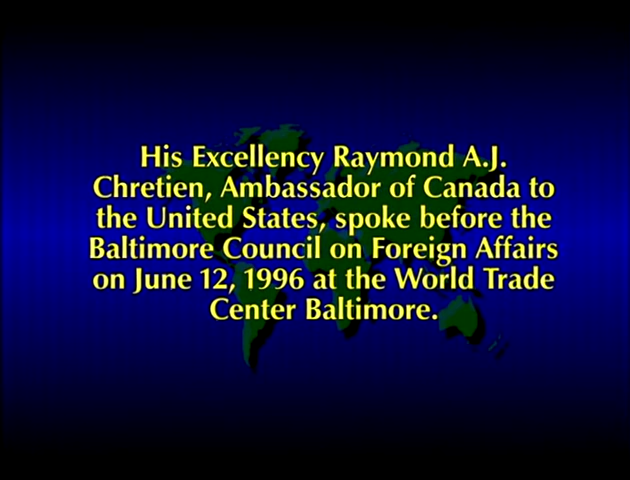 His Excellency Raymond A.J.
Chretien, Ambassador of Canada to
the United States, spoke before the
Baltimore Council on Foreign Affairs
on June 12, 1996 at the World Trade
Center Baltimore.